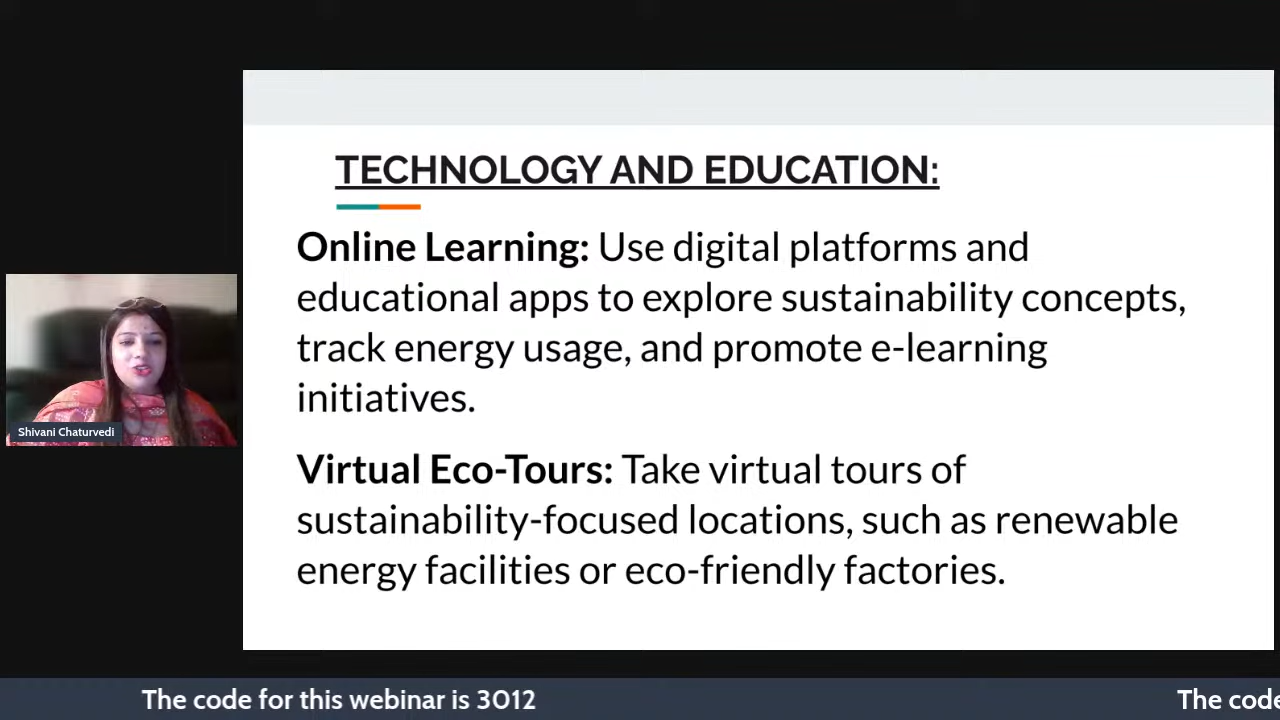 TECHNOLOGY AND EDUCATION:
Online Learning: Use digital platforms and
educational apps to explore sustainability concepts,
track energy usage, and promote e-learning
initiatives.
Shivani Chaturvedi
Virtual Eco-Tours: Take virtual tours of
sustainability-focused locations, such as renewable
energy facilities or eco-friendly factories.
The code for this webinar is 3012
The code